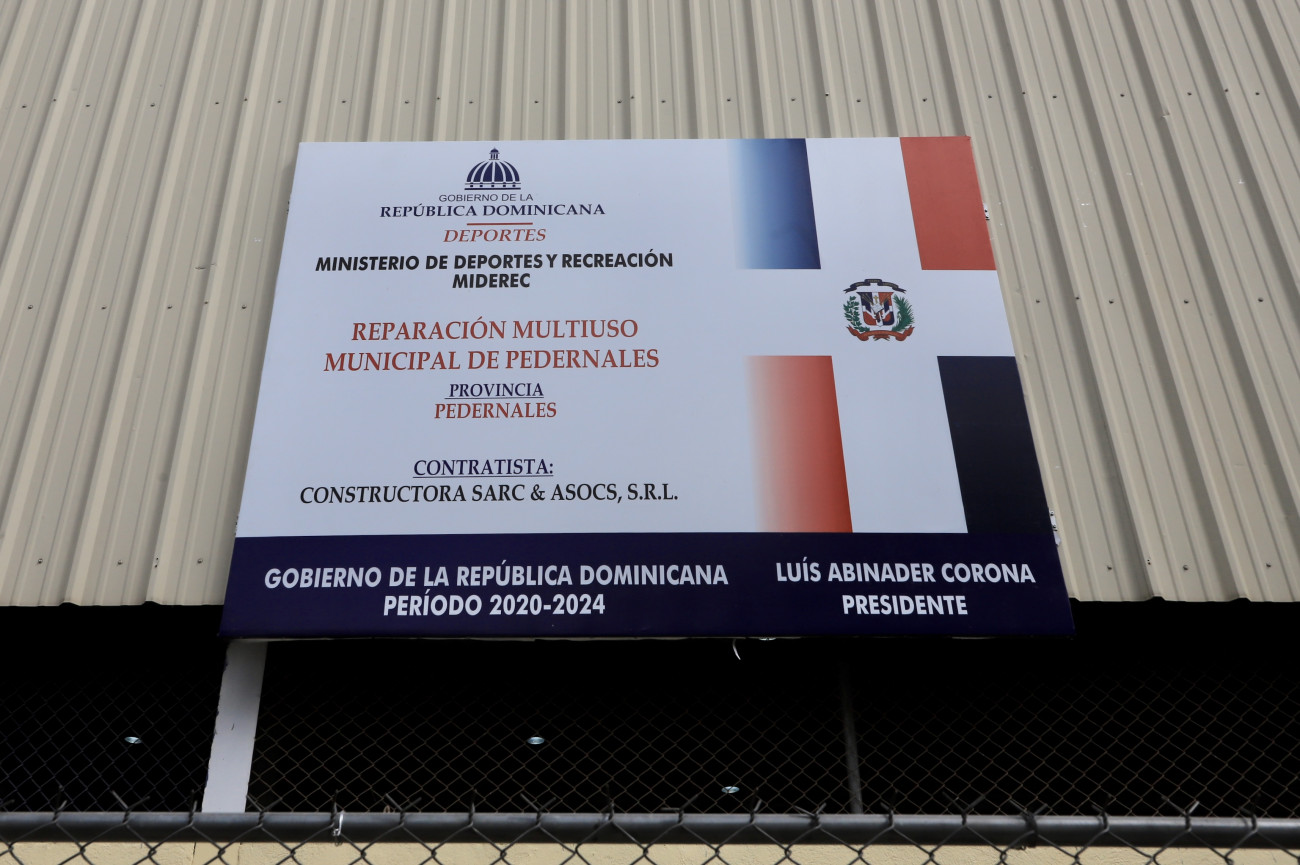 GOBIERNO DE LA
REPÚBLICA DOMINICANA
DEPORTES
MINISTERIO DE DEPORTES Y RECREACIÓN
MIDEREC
REPARACIÓN MULTIUSO
MUNICIPAL DE PEDERNALES
PROVINCIA
PEDERNALES
CONTRATISTA:
CONSTRUCTORA SARC & ASOCS, S.R.L.
GOBIERNO DE LA REPÚBLICA DOMINICANA
PERÍODO 2020-2024
LUÍS ABINADER CORONA
PRESIDENTE